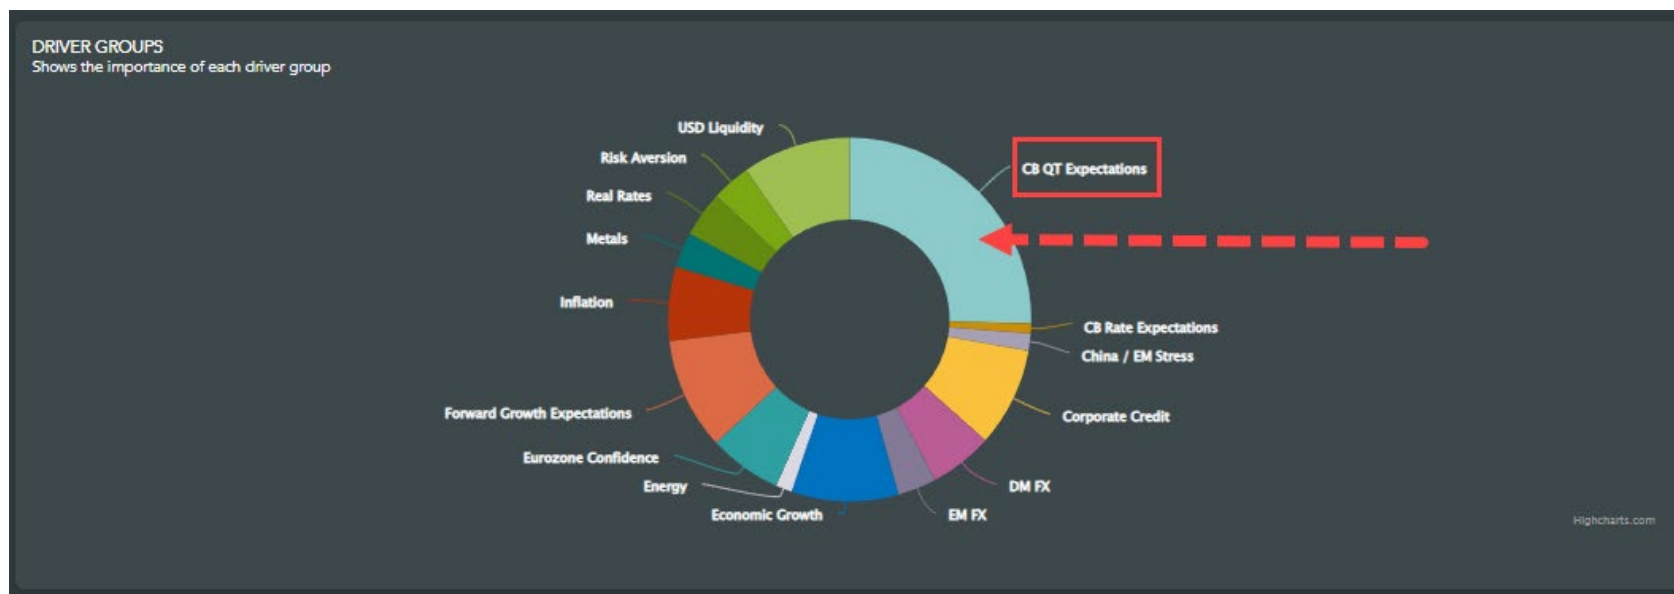 DRIVER GROUPS
Shows the importance of each driver group
USD Liquidity
CB QT Expectations
Risk Aversion
Real Rates
Metals
Inflation
CB Rate Expectations
China / EM Stress
Forward Growth Expectations
Corporate Credit
Eurozone Confidence
Energy
DM FX
Economic Growth
EM FX
Highcharts.com